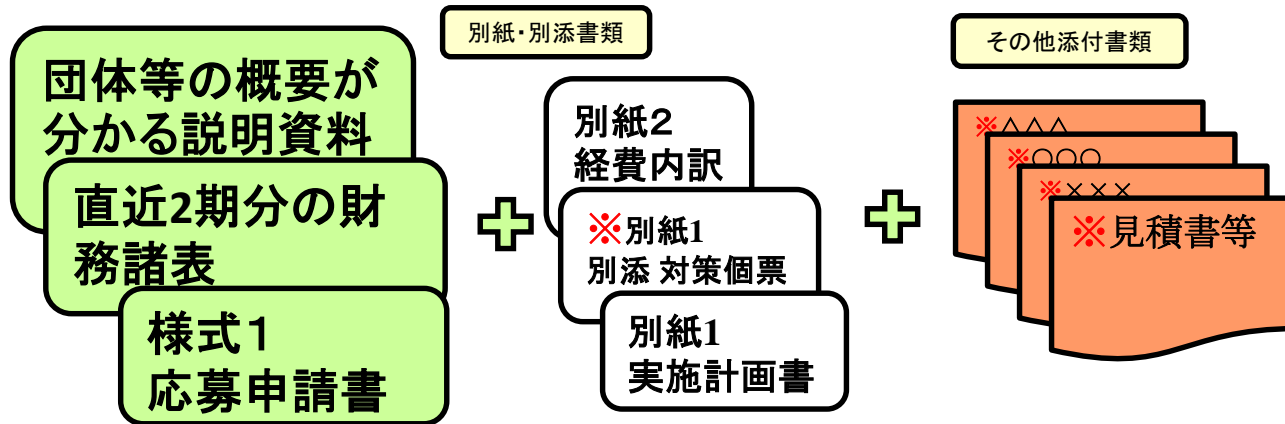 別紙・別添書類
その他添付書類
団体等の概要が
分かる説明資料
直近2期分の財
務諸表
様式1
応募申請書
別紙2
経費内訳
※別紙1
別添 対策個票
別紙1
実施計画書
※△△△
※○○○
※×××
※見積書等